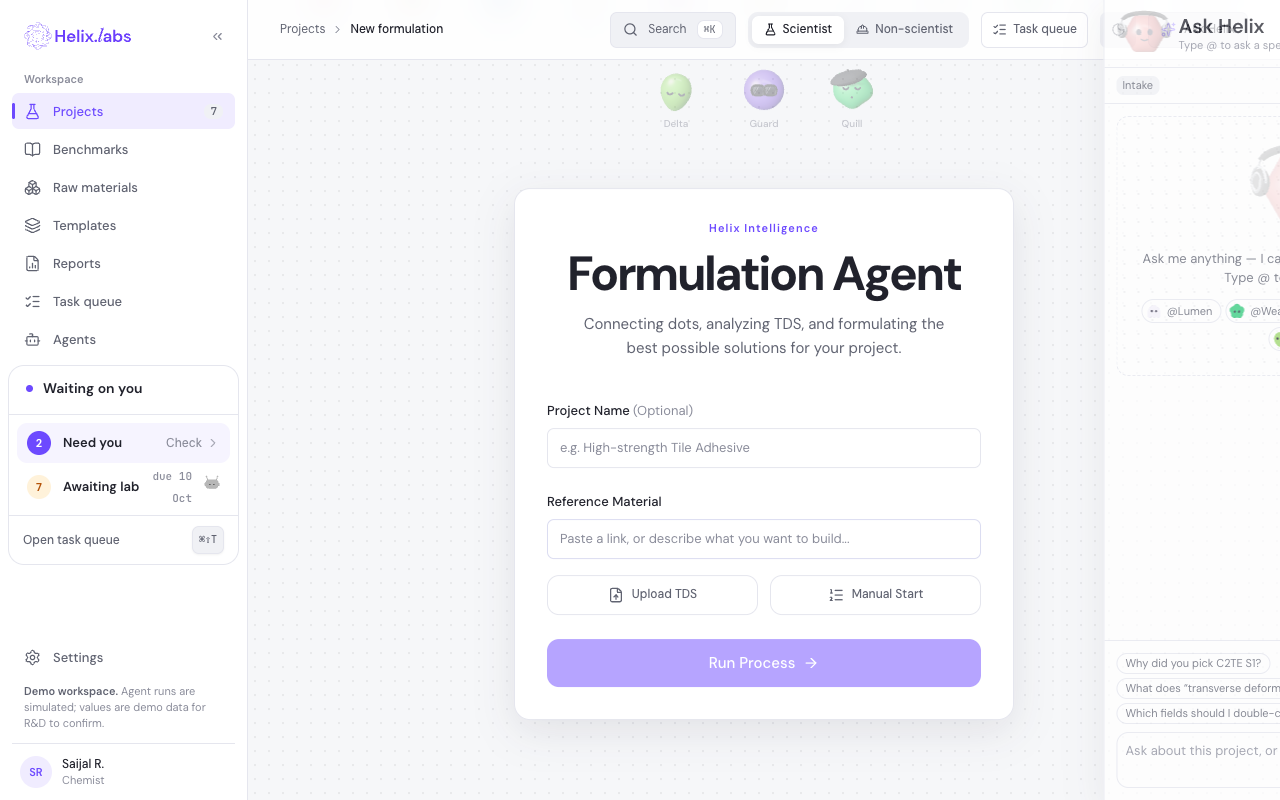 Helix.labs
Workspace
Projects 7
Benchmarks
Raw materials
Templates
Reports
Task queue
Agents
Waiting on you
2 Need you Check
7 Awaiting lab due 10 Oct
Open task queue ⌘⇧T
Settings
Demo workspace. Agent runs are
simulated; values are demo data for
R&D to confirm.
SR Saijal R.
Chemist
Projects > New formulation
Search ⌘K
Scientist
Non-scientist
Task queue
Delta
Guard
Quill
Helix Intelligence
Formulation Agent
Connecting dots, analyzing TDS, and formulating the
best possible solutions for your project.
Project Name (Optional)
e.g. High-strength Tile Adhesive
Reference Material
Paste a link, or describe what you want to build...
Upload TDS
Manual Start
Run Process →
Ask Helix
Type @ to ask a spe
Intake
Ask me anything — I ca
Type @ to
@Lumen
@Wea
Why did you pick C2TE S1?
What does “transverse deform
Which fields should I double-c
Ask about this project, or